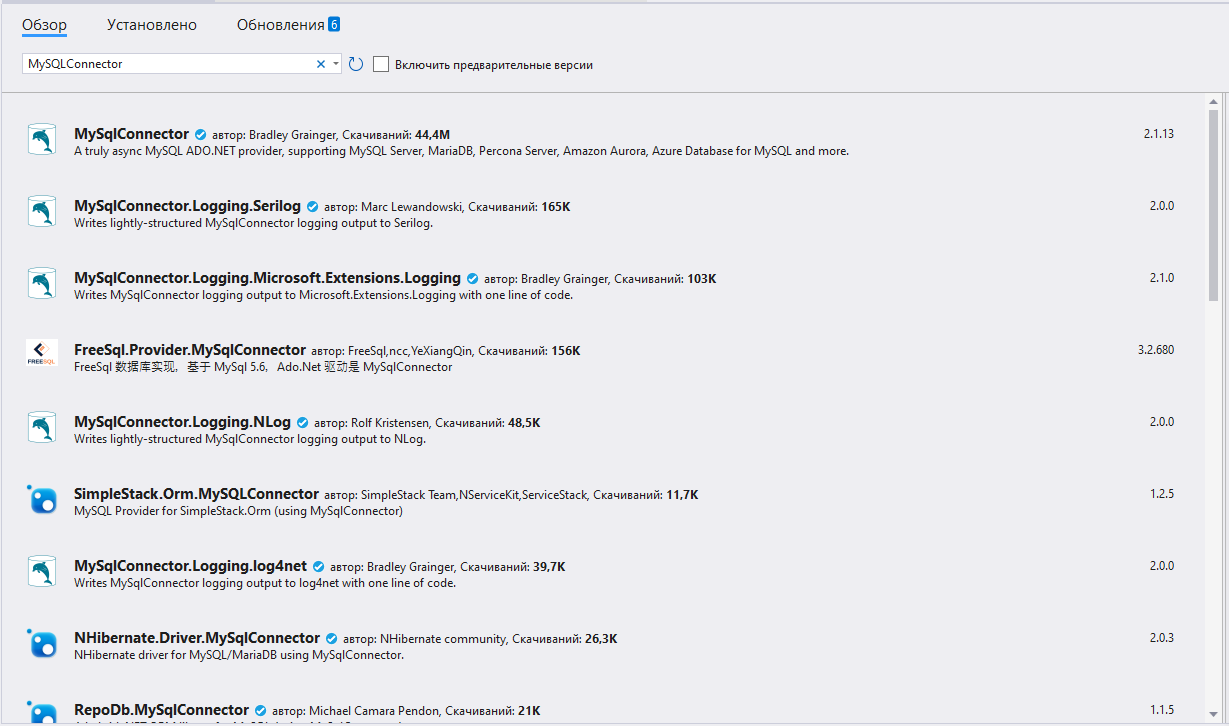 Обзор Установлено Обновления 6
MySQLConnector Включить предварительные версии
MySqlConnector автор: Bradley Grainger, Скачиваний: 44,4M 2.1.13
A truly async MySQL ADO.NET provider, supporting MySQL Server, MariaDB, Percona Server, Amazon Aurora, Azure Database for MySQL and more.
MySqlConnector.Logging.Serilog автор: Marc Lewandowski, Скачиваний: 165K 2.0.0
Writes lightly-structured MySqlConnector logging output to Serilog.
MySqlConnector.Logging.Microsoft.Extensions.Logging автор: Bradley Grainger, Скачиваний: 103K 2.1.0
Writes MySqlConnector logging output to Microsoft.Extensions.Logging with one line of code.
FREESQL
FreeSql.Provider.MySqlConnector автор: FreeSql,ncc,YeXiangQin, Скачиваний: 156K 3.2.680
FreeSql 数据库实现，基于 MySql 5.6，Ado.Net 驱动是 MySqlConnector
MySqlConnector.Logging.NLog автор: Rolf Kristensen, Скачиваний: 48,5K 2.0.0
Writes lightly-structured MySqlConnector logging output to NLog.
SimpleStack.Orm.MySQLConnector автор: SimpleStack Team,NServiceKit,ServiceStack, Скачиваний: 11,7K 1.2.5
MySQL Provider for SimpleStack.Orm (using MySqlConnector)
MySqlConnector.Logging.log4net автор: Bradley Grainger, Скачиваний: 39,7K 2.0.0
Writes MySqlConnector logging output to log4net with one line of code.
NHibernate.Driver.MySqlConnector автор: NHibernate community, Скачиваний: 26,3K 2.0.3
NHibernate driver for MySQL/MariaDB using MySqlConnector.
RepoDb.MySqlConnector автор: Michael Camara Pendon, Скачиваний: 21K 1.1.5